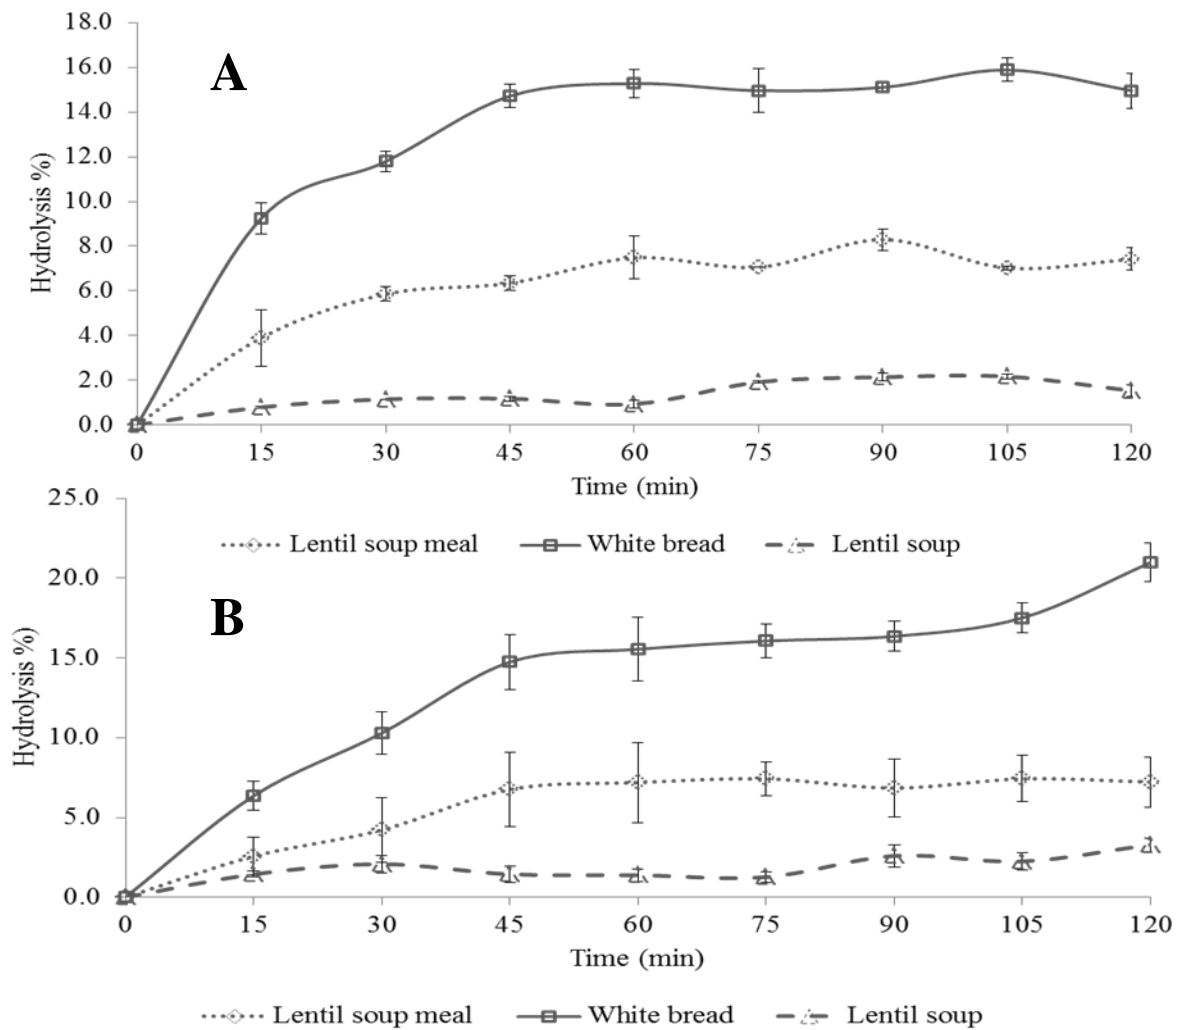 18.0
16.0
14.0
12.0
10.0
8.0
6.0
4.0
2.0
0.0
Hydrolysis %)
A
0 15 30 45 60 75 90 105 120
Time (min)
Lentil soup meal White bread Lentil soup
25.0
20.0
15.0
10.0
5.0
0.0
Hydrolysis %)
B
0 15 30 45 60 75 90 105 120
Time (min)
Lentil soup meal White bread Lentil soup